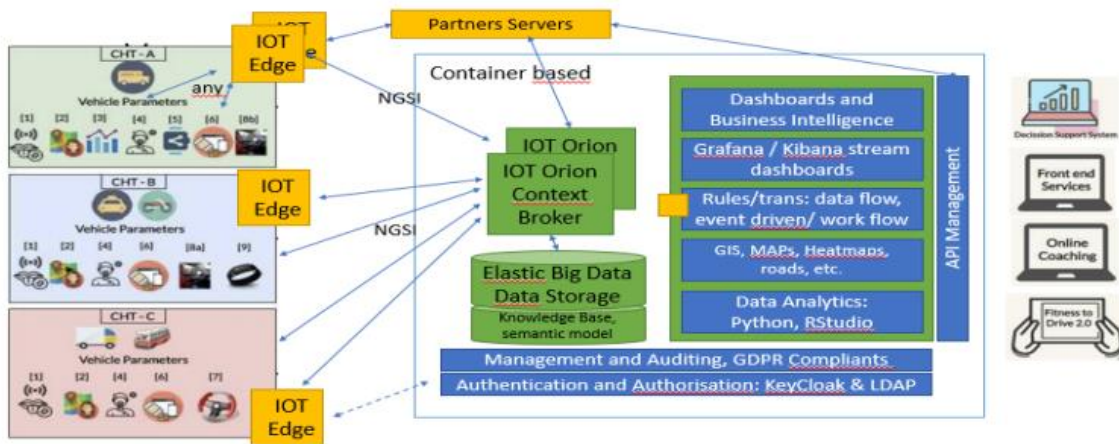 Partners Servers
IOT
IOT
Edge
CHT - A
any
Vehicle Parameters
[1] [2] [3] [4] [5] [6] [8b]
NGSI
CHT - B
IOT
Edge
Vehicle Parameters
[1] [2] [4] [6] [8a] [9]
NGSI
CHT - C
Vehicle Parameters
[1] [2] [4] [6] [7]
IOT
Edge
Container based
IOT Orion
IOT Orion
Context
Broker
Elastic Big Data
Data Storage
Knowledge Base,
semantic model
Dashboards and
Business Intelligence
Grafana / Kibana stream
dashboards
Rules/trans: data flow,
event driven/ work flow
GIS, MAPs, Heatmaps,
roads, etc.
Data Analytics:
Python, RStudio
Management and Auditing, GDPR Compliants
Authentication and Authorisation: KeyCloak & LDAP
API Management
Decission Support System
Front end
Services
Online
Coaching
Fitness to
Drive 2.0